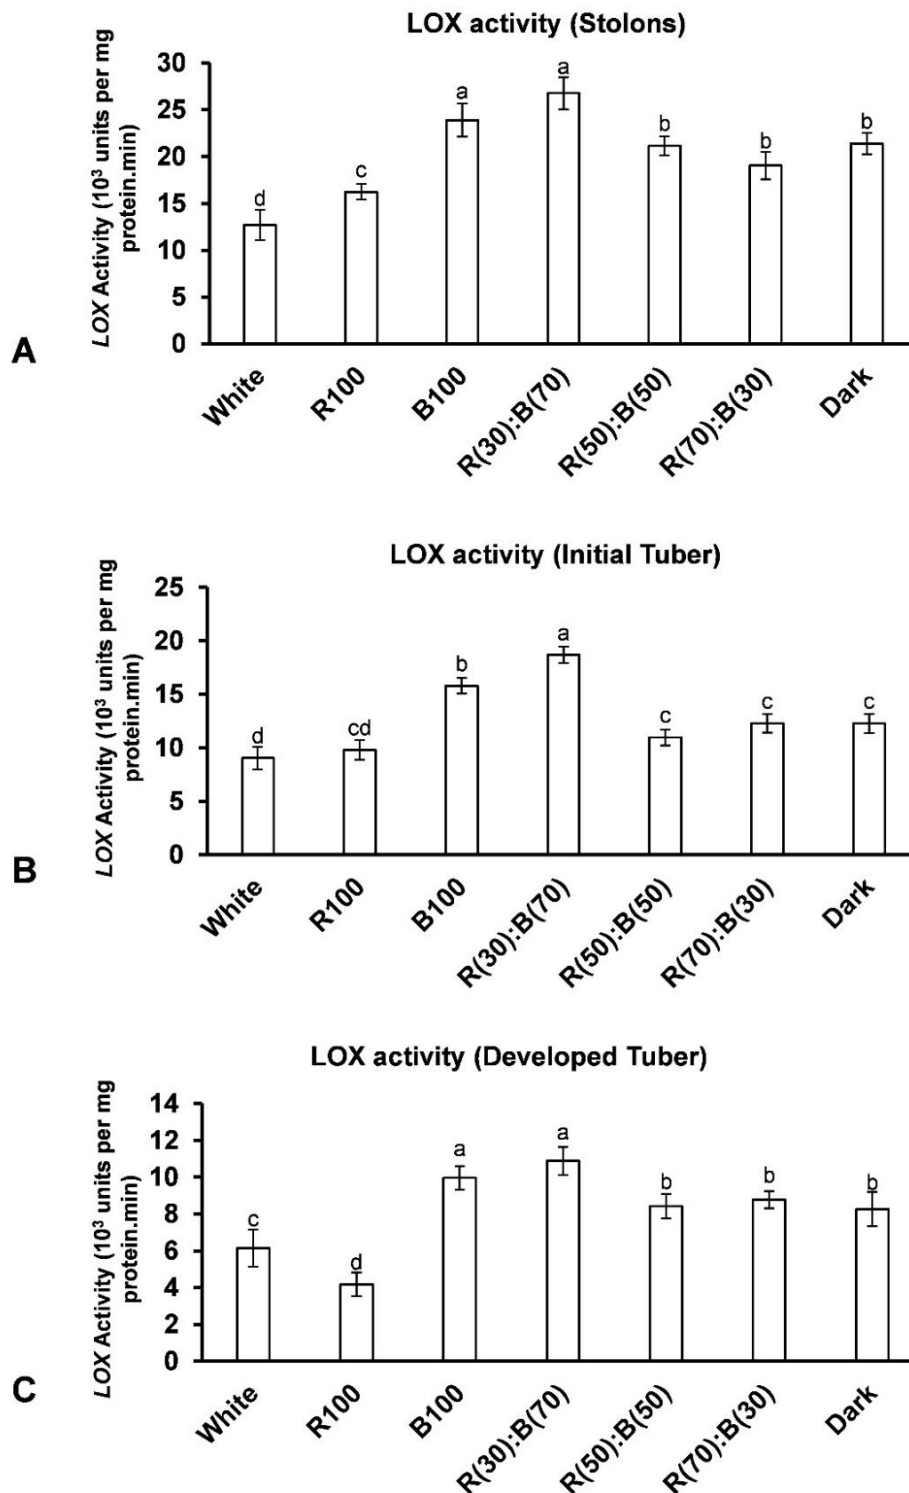 LOX activity (Stolons)
LOX Activity (10³ units per mg
protein.min)
30
25
20
15
10
5
0
d
c
a
a
b
b
b
White
R100
B100
R(30):B(70)
R(50):B(50)
R(70):B(30)
Dark
A
LOX activity (Initial Tuber)
LOX Activity (10³ units per mg
protein.min)
25
20
15
10
5
0
d
cd
b
a
c
c
c
White
R100
B100
R(30):B(70)
R(50):B(50)
R(70):B(30)
Dark
B
LOX activity (Developed Tuber)
LOX Activity (10³ units per mg
protein.min)
14
12
10
8
6
4
2
0
c
d
a
a
b
b
b
White
R100
B100
R(30):B(70)
R(50):B(50)
R(70):B(30)
Dark
C